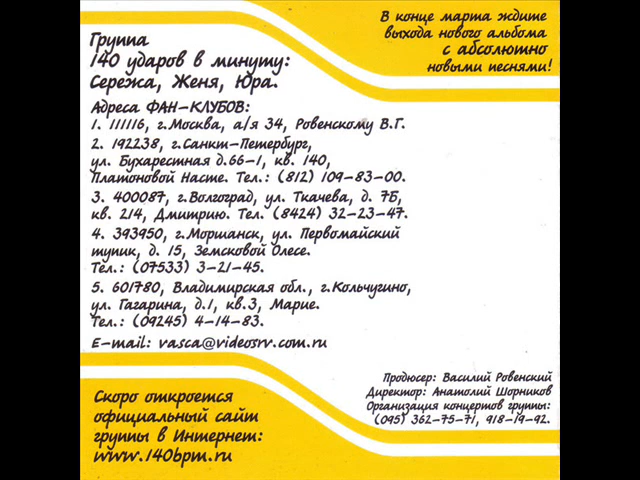 В конце марта ждите
выхода нового альбома
с абсолютно
новыми песнями!
Группа
140 ударов в минуту:
Сережа, Женя, Юра.
Адреса ФАН-КЛУБОВ:
1. 111116, г.Москва, а/я 34, Ровенскому В.Г.
2. 192238, г.Санкт-Петербург,
ул. Бухарестная д.66-1, кв. 140,
Платоновой Насте. Тел.: (812) 109-83-00.
3. 400087, г.Волгоград, ул. Ткачева, д. 7Б,
кв. 214, Дмитрию. Тел. (8424) 32-23-47.
4. 393950, г.Моршанск, ул. Первомайский
тупик, д. 15, Земсковой Олесе.
Тел.: (07533) 3-21-45.
5. 601780, Владимирская обл., г.Кольчугино,
ул. Гагарина, д.1, кв.3, Марие.
Тел.: (09245) 4-14-83.
E-mail: vasca@videosrv.com.ru
Продюсер: Василий Ровенский
Директор: Анатолий Шорников
Организация концертов группы:
(095) 362-75-71, 918-19-92.
Скоро откроется
официальный сайт
группы в Интернет:
www.140bpm.ru